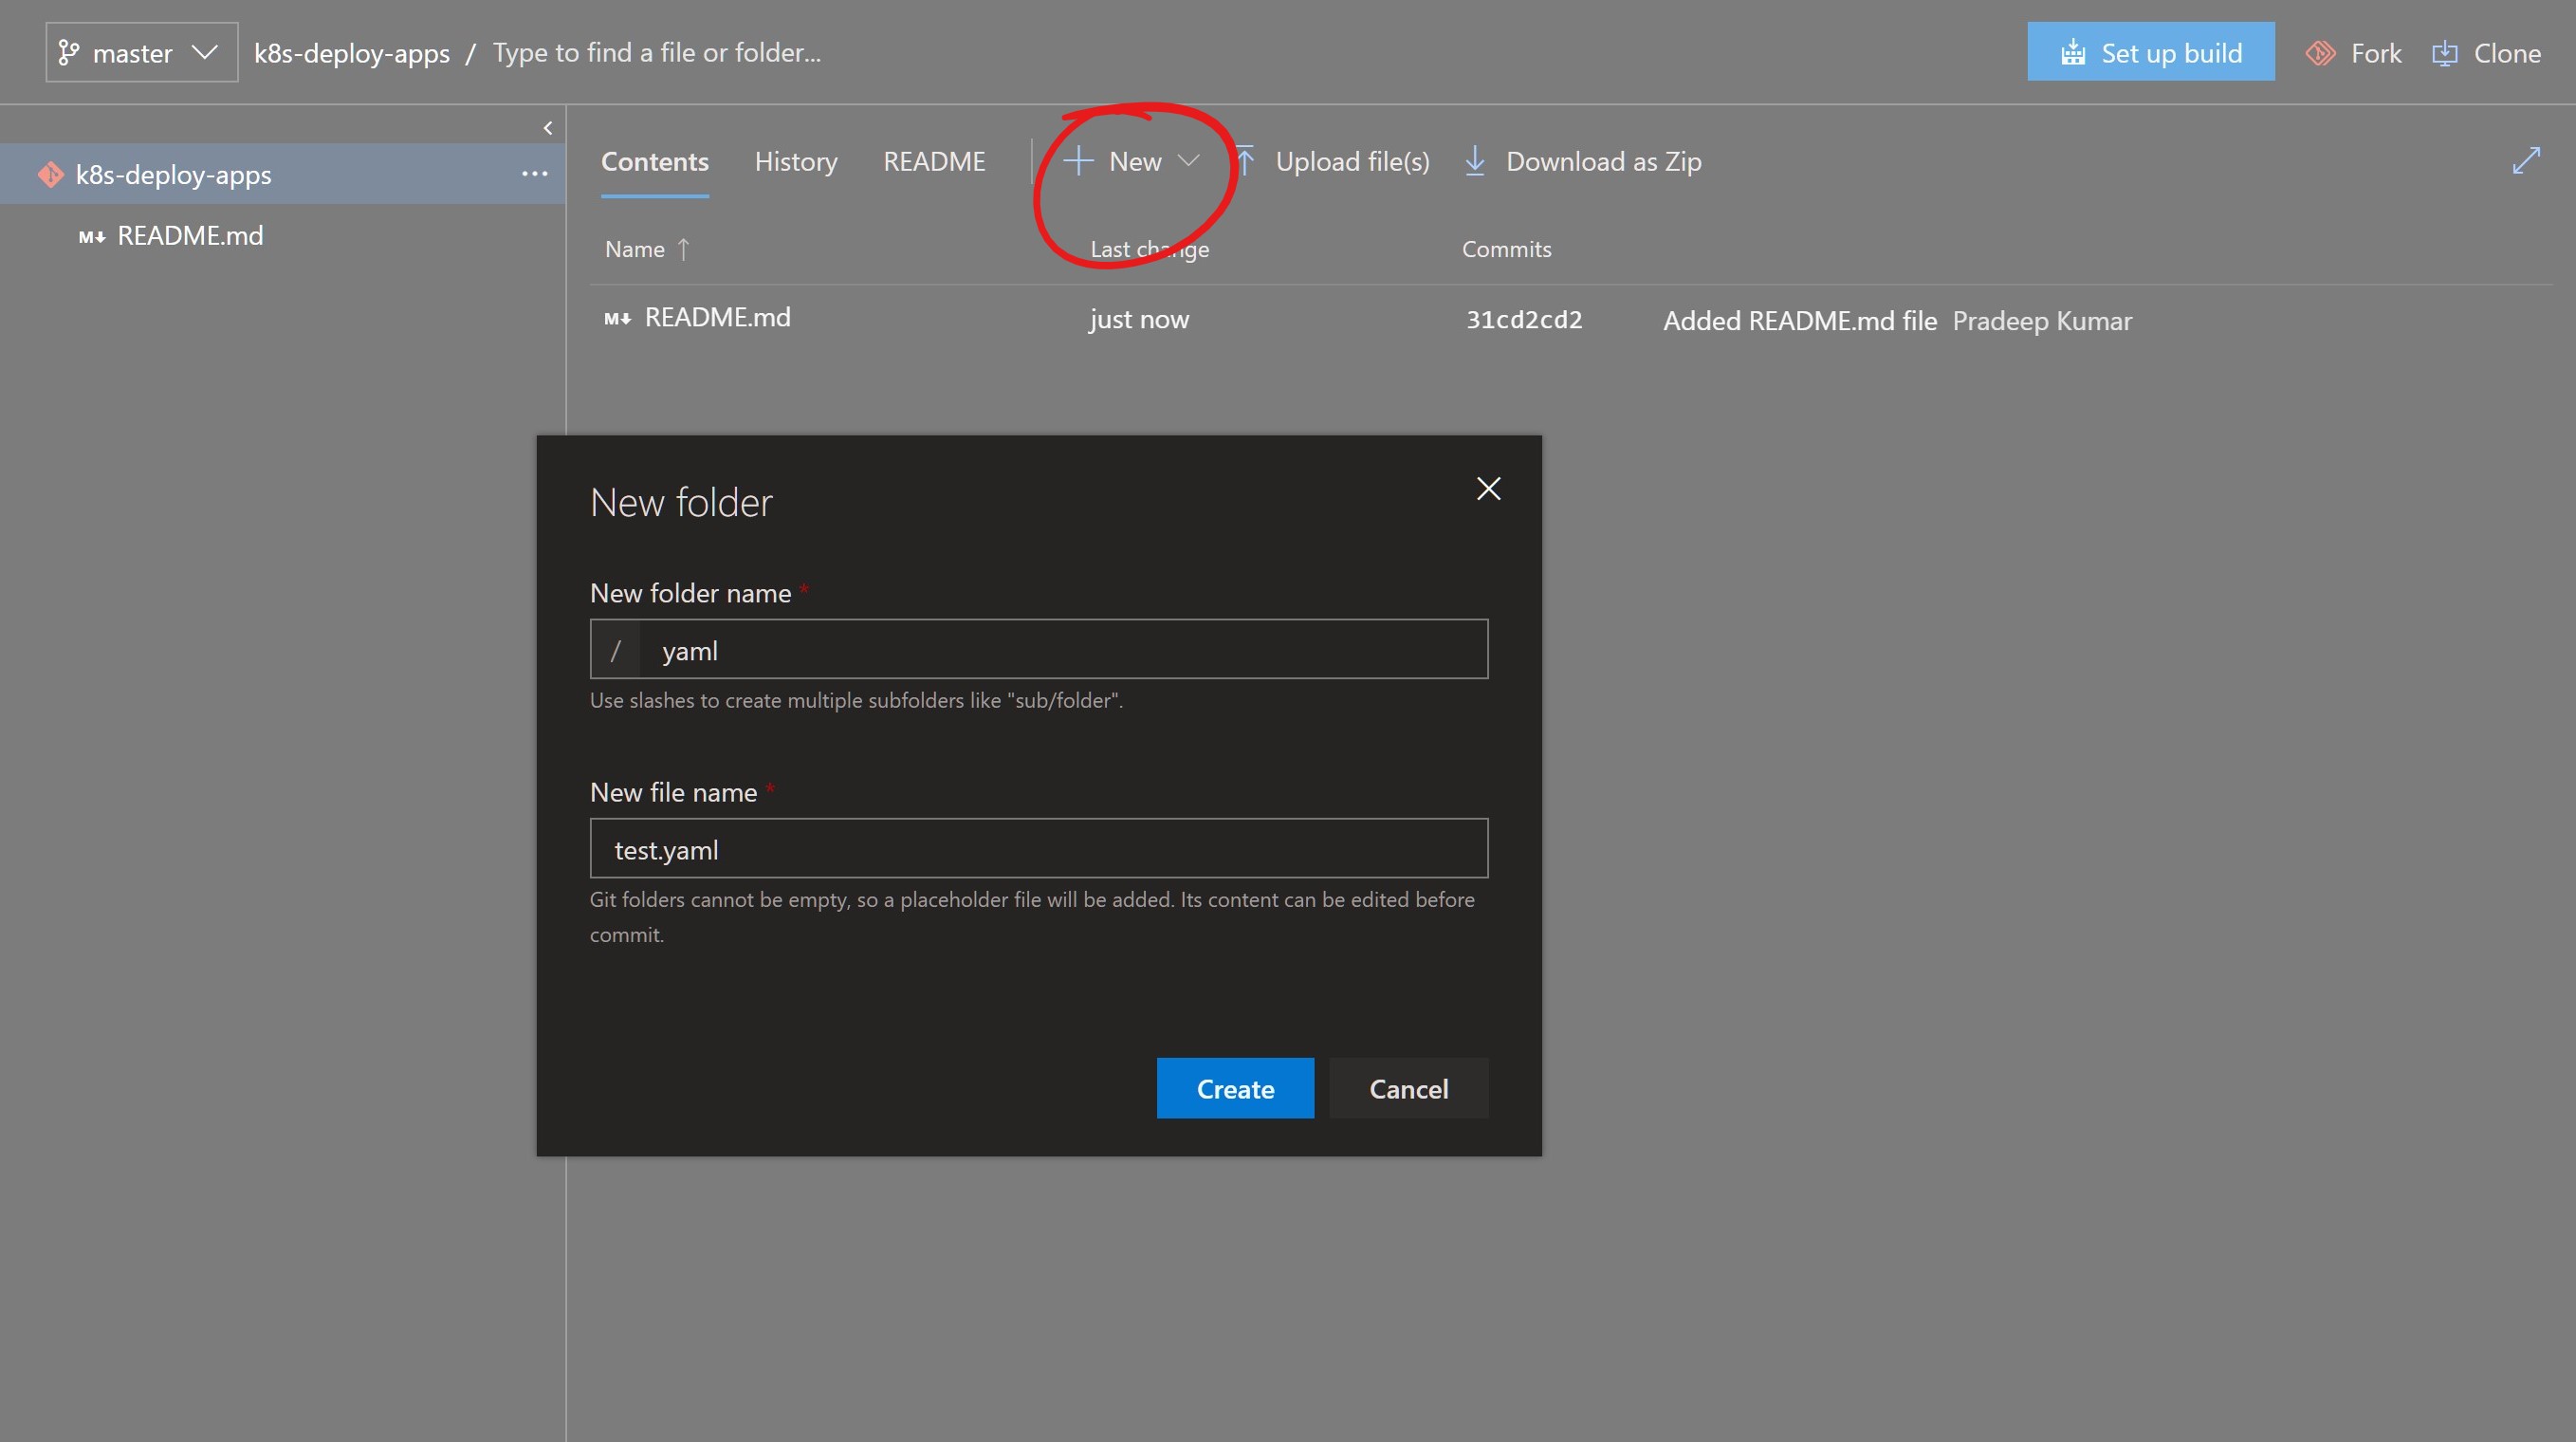 master
k8s-deploy-apps / Type to find a file or folder...
Set up build
Fork
Clone
k8s-deploy-apps
README.md
Contents
History
README
New
Upload file(s)
Download as Zip
Name
Last change
Commits
README.md
just now
31cd2cd2
Added README.md file Pradeep Kumar
New folder
New folder name *
/ yaml
Use slashes to create multiple subfolders like "sub/folder".
New file name *
test.yaml
Git folders cannot be empty, so a placeholder file will be added. Its content can be edited before
commit.
Create
Cancel